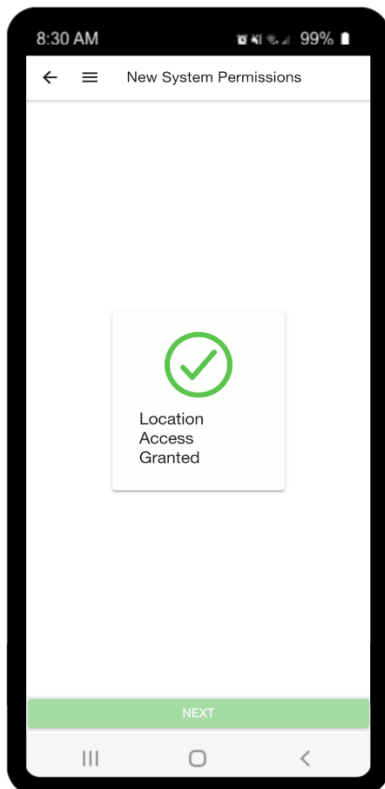 8:30 AM 99%
New System Permissions
Location
Access
Granted
NEXT